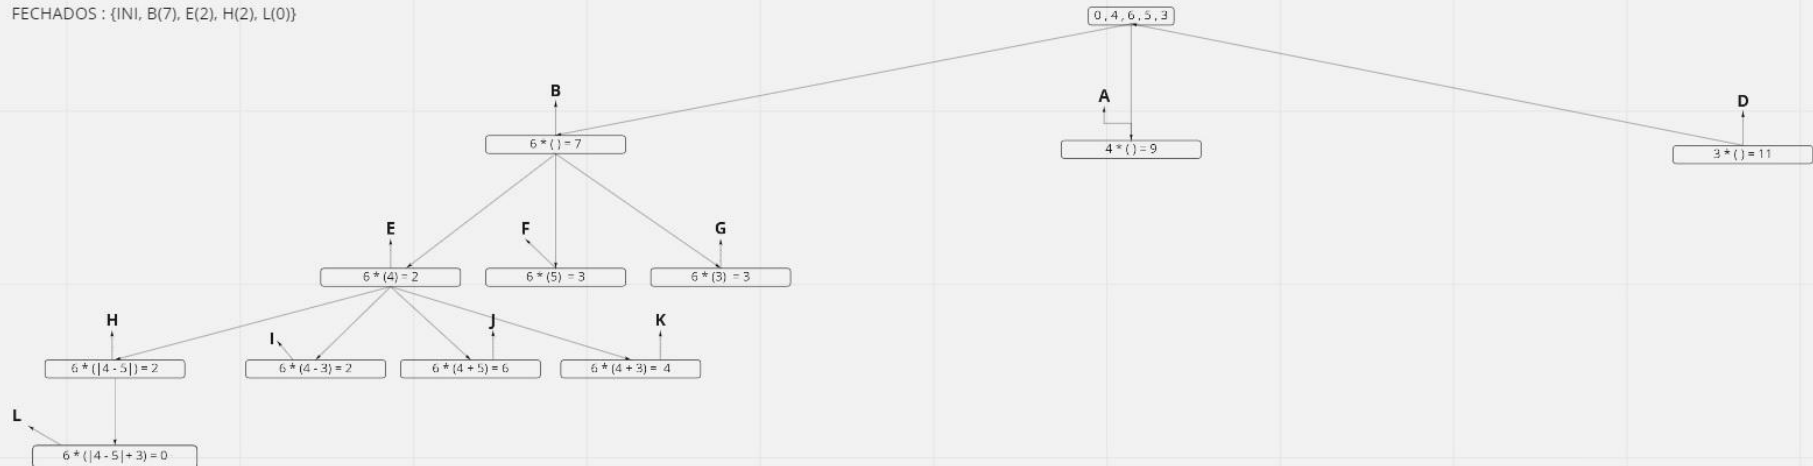 FECHADOS : {INI, B(7), E(2), H(2), L(0)}
0 , 4 , 6 , 5 , 3
B
A
D
6 * ( ) = 7
4 * ( ) = 9
3 * ( ) = 11
E
F
G
6 * (4) = 2
6 * (5) = 3
6 * (3) = 3
H
I
J
K
6 * (|4 - 5|) = 2
6 * (4 - 3) = 2
6 * (4 + 5) = 6
6 * (4 + 3) = 4
L
6 * (|4 - 5|+ 3) = 0